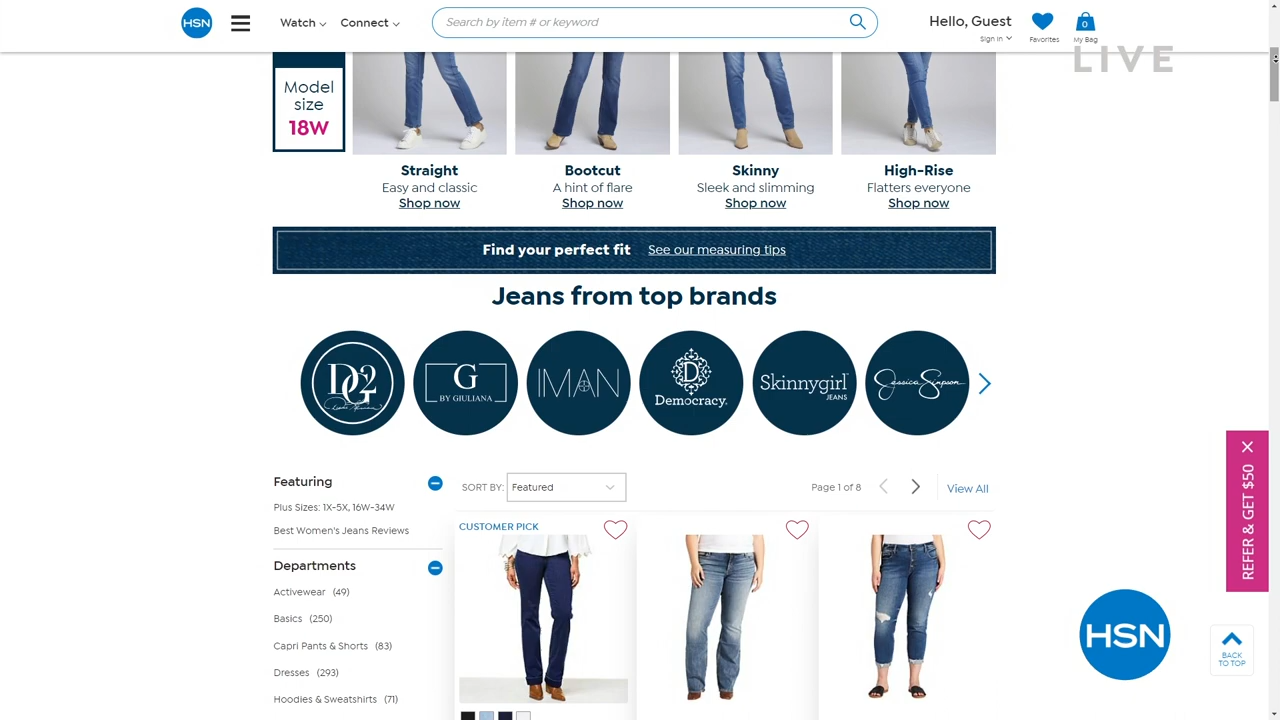 HSN
Watch
Connect
Search by item # or keyword
Hello, Guest
Sign In
Favorites
0
My Bag
LIVE
Model
size
18W
Straight
Easy and classic
Shop now
Bootcut
A hint of flare
Shop now
Skinny
Sleek and slimming
Shop now
High-Rise
Flatters everyone
Shop now
Find your perfect fit See our measuring tips
Jeans from top brands
DG2
G
BY GIULIANA
IMAN
D
Democracy.
Skinnygirl
JEANS
Jessica Simpson
REFER & GET $50
Featuring
Plus Sizes: 1X-5X, 16W-34W
Best Women's Jeans Reviews
Departments
Activewear (49)
Basics (250)
Capri Pants & Shorts (83)
Dresses (293)
Hoodies & Sweatshirts (71)
SORT BY: Featured
Page 1 of 8
View All
CUSTOMER PICK
HSN
BACK
TO TOP